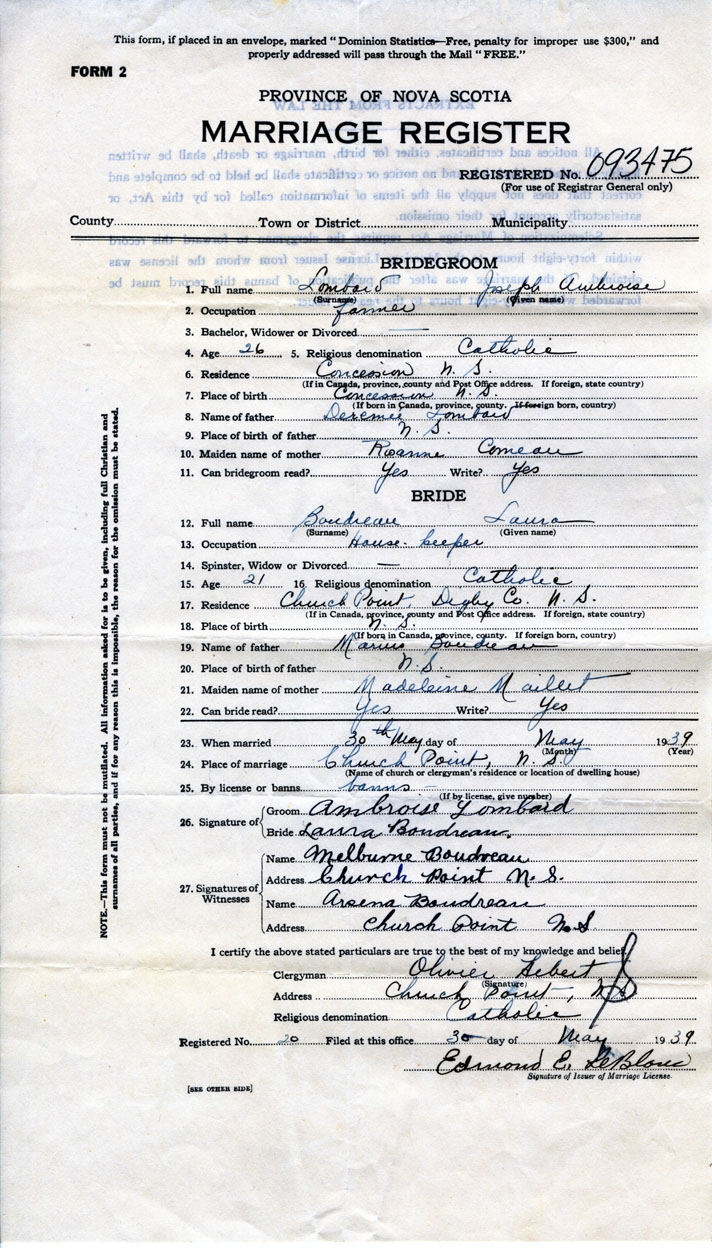 This form, if placed in an envelope, marked "Dominion Statistics—Free, penalty for improper use $300," and
properly addressed will pass through the Mail "FREE."
FORM 2
PROVINCE OF NOVA SCOTIA
MARRIAGE REGISTER
REGISTERED No. 093475
(For use of Registrar General only)
County Town or District Municipality
BRIDEGROOM
1. Full name Lombard Joseph Ambroise
(Surname) (Given name)
2. Occupation farmer
3. Bachelor, Widower or Divorced —
4. Age 26 5. Religious denomination Catholic
6. Residence Concession N. S.
(If in Canada, province, county and Post Office address. If foreign, state country)
7. Place of birth Concession N. S.
(If born in Canada, province, county. If foreign born, country)
8. Name of father Lombard
9. Place of birth of father N. S.
10. Maiden name of mother Rosanne Comeau
11. Can bridegroom read? Yes Write? Yes
BRIDE
12. Full name Boudreau Laura
(Surname) (Given name)
13. Occupation House-keeper
14. Spinster, Widow or Divorced —
15. Age 21 16 Religious denomination Catholic
17. Residence Church Point, Digby Co. N. S.
(If in Canada, province, county and Post Office address. If foreign, state country)
18. Place of birth N. S.
(If born in Canada, province, county. If foreign born, country)
19. Name of father Marius Boudreau
20. Place of birth of father N. S.
21. Maiden name of mother Madeleine Maillet
22. Can bride read? Yes Write? Yes
23. When married 30th May day of May 1939
(Month) (Year)
24. Place of marriage Church Point, N. S.
(Name of church or clergyman's residence or location of dwelling house)
25. By license or banns banns
(If by license, give number)
26. Signature of Groom Ambroise Lombard
Bride Laura Boudreau
27. Signatures of Witnesses
Name Melburne Boudreau
Address Church Point N. S.
Name Arsena Boudreau
Address Church Point N. S
I certify the above stated particulars are true to the best of my knowledge and belief.
Clergyman Olivier Hebert
(Signature)
Address Church Point, N.S.
Religious denomination Catholic
Registered No. 20 Filed at this office 30 day of May 1939
Edmond E. LeBlanc
Signature of Issuer of Marriage License.
[SEE OTHER SIDE]
NOTE.—This form must not be mutilated. All information asked for is to be given, including full Christian and
surnames of all parties, and if for any reason this is impossible, the reason for the omission must be stated.